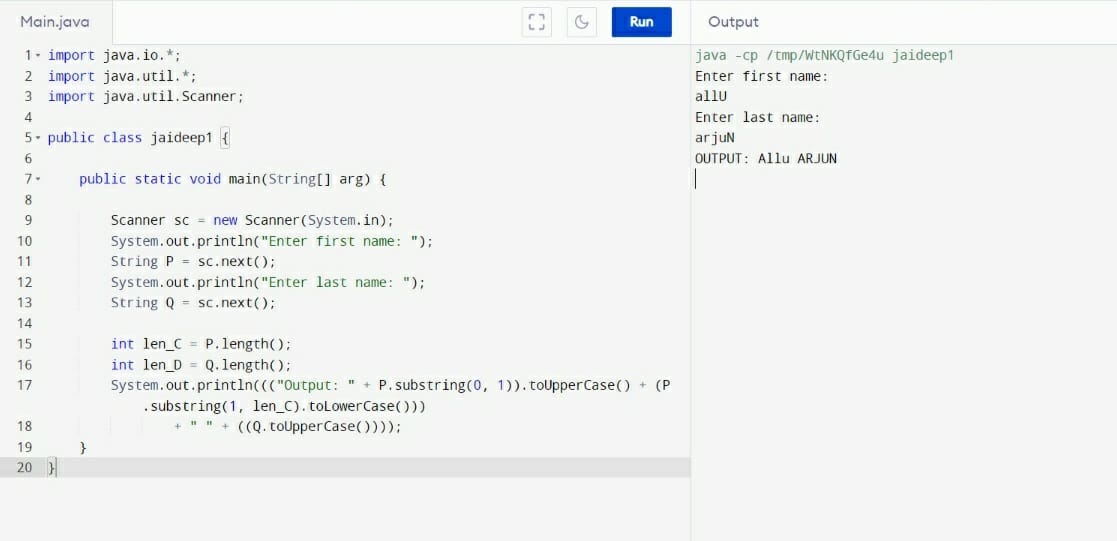 Main.java
Run
Output
1 import java.io.*;
2 import java.util.*;
3 import java.util.Scanner;
4
5 public class jaideep1 {
6
7 public static void main(String[] arg) {
8
9 Scanner sc = new Scanner(System.in);
10 System.out.println("Enter first name: ");
11 String P = sc.next();
12 System.out.println("Enter last name: ");
13 String Q = sc.next();
14
15 int len_C = P.length();
16 int len_D = Q.length();
17 System.out.println((("Output: " + P.substring(0, 1)).toUpperCase() + (P
.substring(1, len_C).toLowerCase()))
18 + " " + ((Q.toUpperCase())));
19 }
20 }
java -cp /tmp/WtNKQfGe4u jaideep1
Enter first name:
allU
Enter last name:
arjuN
OUTPUT: Allu ARJUN